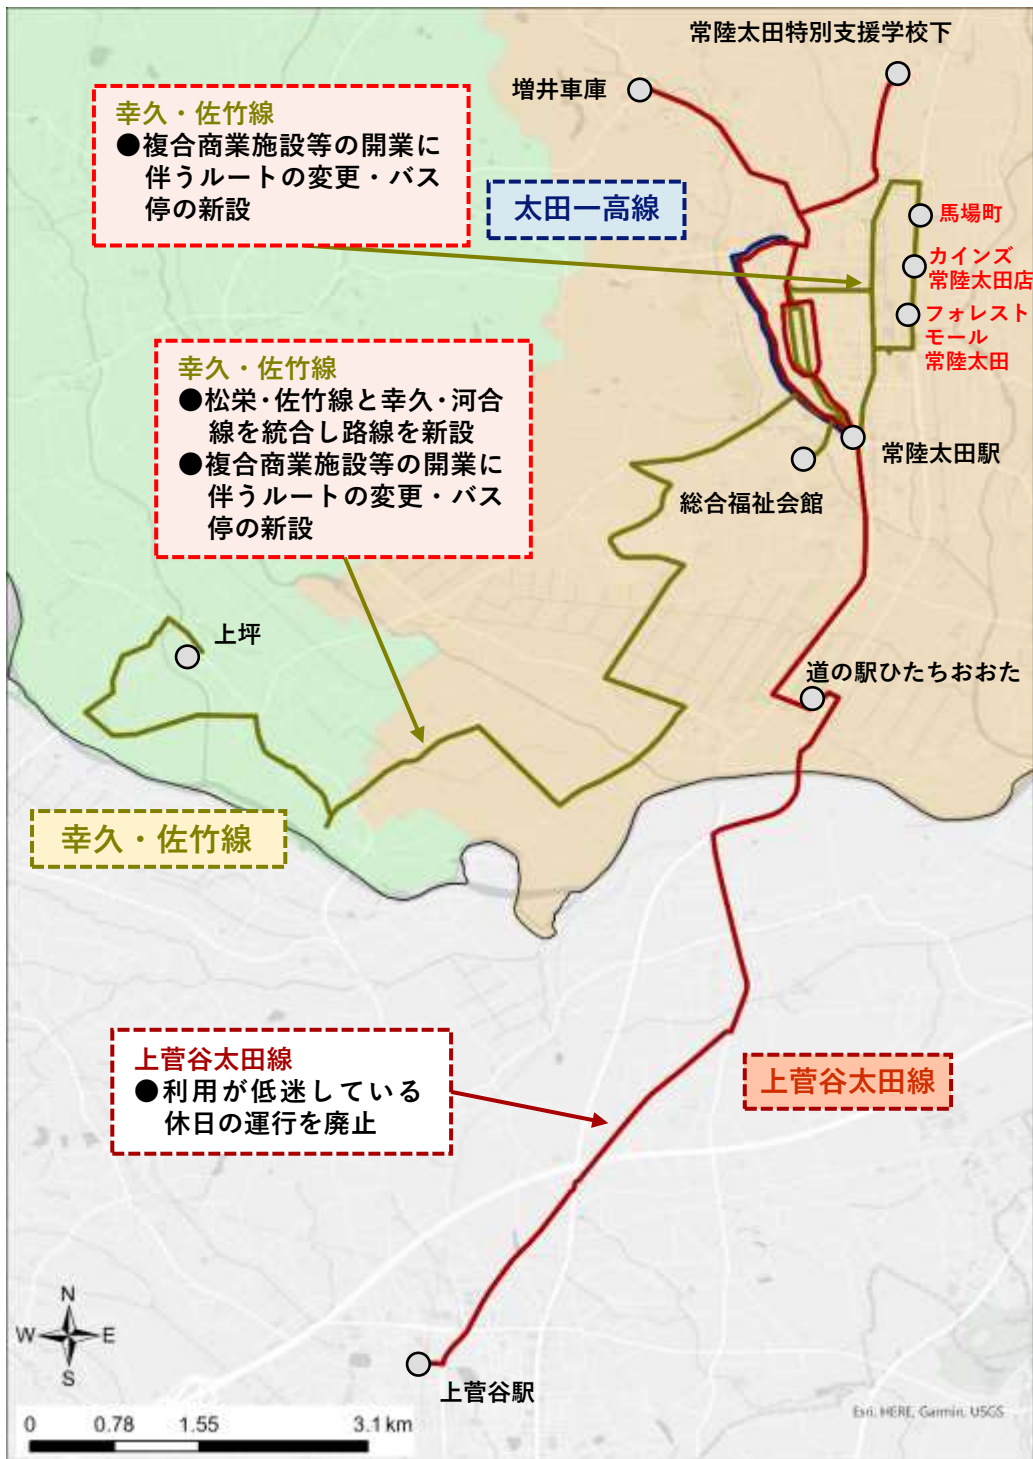 常陸太田特別支援学校下
増井車庫
幸久・佐竹線
●複合商業施設等の開業に
伴うルートの変更・バス
停の新設
太田一高線
馬場町
カインズ
常陸太田店
フォレスト
モール
常陸太田
幸久・佐竹線
●松栄・佐竹線と幸久・河合
線を統合し路線を新設
●複合商業施設等の開業に
伴うルートの変更・バス
停の新設
常陸太田駅
総合福祉会館
上坪
道の駅ひたちおおた
幸久・佐竹線
上菅谷太田線
●利用が低迷している
休日の運行を廃止
上菅谷太田線
N
W E
S
上菅谷駅
0 0.78 1.55 3.1 km
Esri, HERE, Garmin, USGS